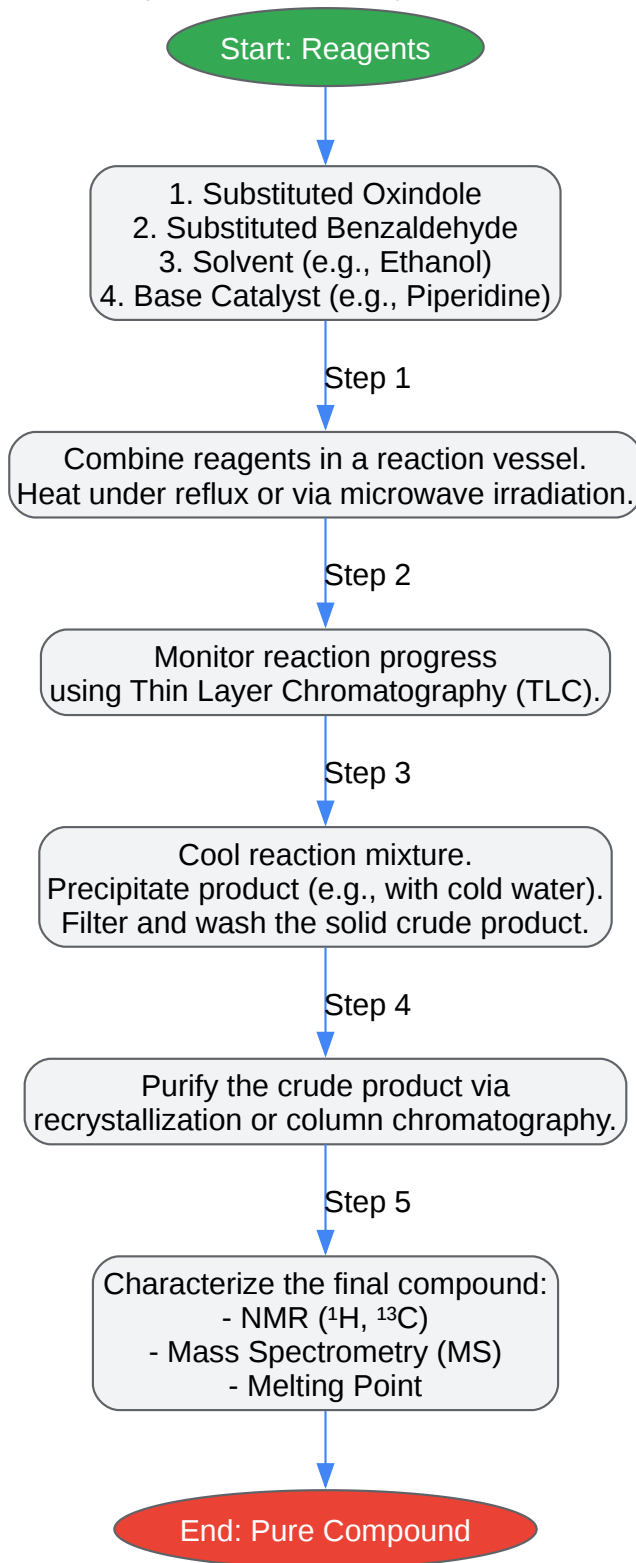 Start: Reagents
1. Substituted Oxindole
2. Substituted Benzaldehyde
3. Solvent (e.g., Ethanol)
4. Base Catalyst (e.g., Piperidine)
Step 1
Combine reagents in a reaction vessel.
Heat under reflux or via microwave irradiation.
Step 2
Monitor reaction progress
using Thin Layer Chromatography (TLC).
Step 3
Cool reaction mixture.
Precipitate product (e.g., with cold water).
Filter and wash the solid crude product.
Step 4
Purify the crude product via
recrystallization or column chromatography.
Step 5
Characterize the final compound:
- NMR (¹H, ¹³C)
- Mass Spectrometry (MS)
- Melting Point
End: Pure Compound